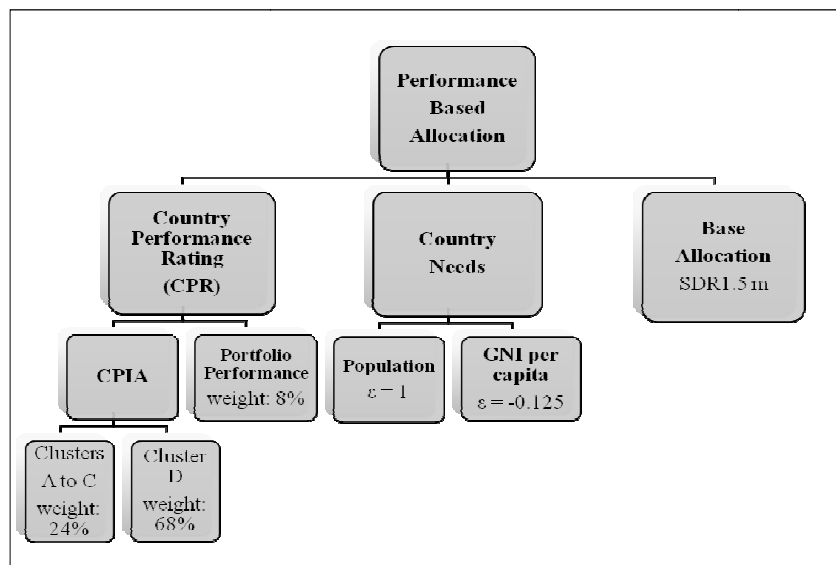 Performance
Based
Allocation
Country
Performance
Rating
(CPR)
Country
Needs
Base
Allocation
SDR1.5 m
CPIA
Portfolio
Performance
weight: 8%
Population
ε = 1
GNI per
capita
ε = -0.125
Clusters
A to C
weight:
24%
Cluster
D
weight:
68%